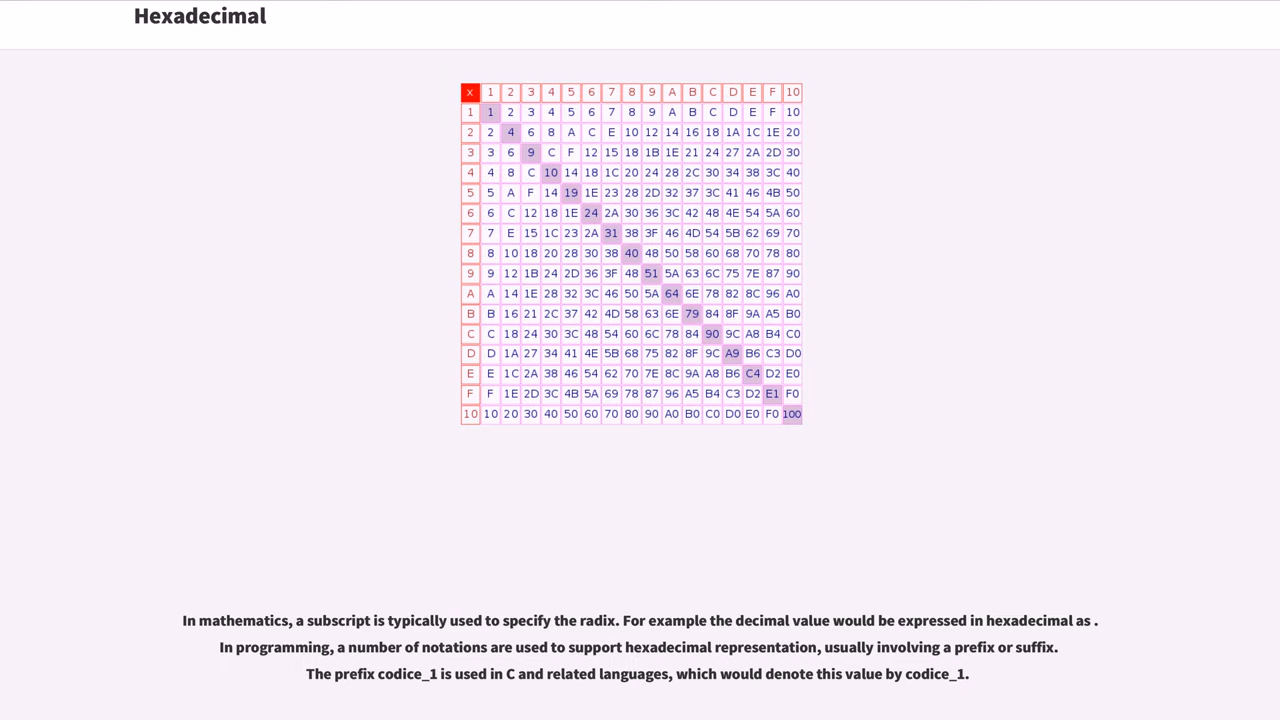 Hexadecimal
x 1 2 3 4 5 6 7 8 9 A B C D E F 10
1 1 2 3 4 5 6 7 8 9 A B C D E F 10
2 2 4 6 8 A C E 10 12 14 16 18 1A 1C 1E 20
3 3 6 9 C F 12 15 18 1B 1E 21 24 27 2A 2D 30
4 4 8 C 10 14 18 1C 20 24 28 2C 30 34 38 3C 40
5 5 A F 14 19 1E 23 28 2D 32 37 3C 41 46 4B 50
6 6 C 12 18 1E 24 2A 30 36 3C 42 48 4E 54 5A 60
7 7 E 15 1C 23 2A 31 38 3F 46 4D 54 5B 62 69 70
8 8 10 18 20 28 30 38 40 48 50 58 60 68 70 78 80
9 9 12 1B 24 2D 36 3F 48 51 5A 63 6C 75 7E 87 90
A A 14 1E 28 32 3C 46 50 5A 64 6E 78 82 8C 96 A0
B B 16 21 2C 37 42 4D 58 63 6E 79 84 8F 9A A5 B0
C C 18 24 30 3C 48 54 60 6C 78 84 90 9C A8 B4 C0
D D 1A 27 34 41 4E 5B 68 75 82 8F 9C A9 B6 C3 D0
E E 1C 2A 38 46 54 62 70 7E 8C 9A A8 B6 C4 D2 E0
F F 1E 2D 3C 4B 5A 69 78 87 96 A5 B4 C3 D2 E1 F0
10 10 20 30 40 50 60 70 80 90 A0 B0 C0 D0 E0 F0 100
In mathematics, a subscript is typically used to specify the radix. For example the decimal value would be expressed in hexadecimal as .
In programming, a number of notations are used to support hexadecimal representation, usually involving a prefix or suffix.
The prefix codice_1 is used in C and related languages, which would denote this value by codice_1.